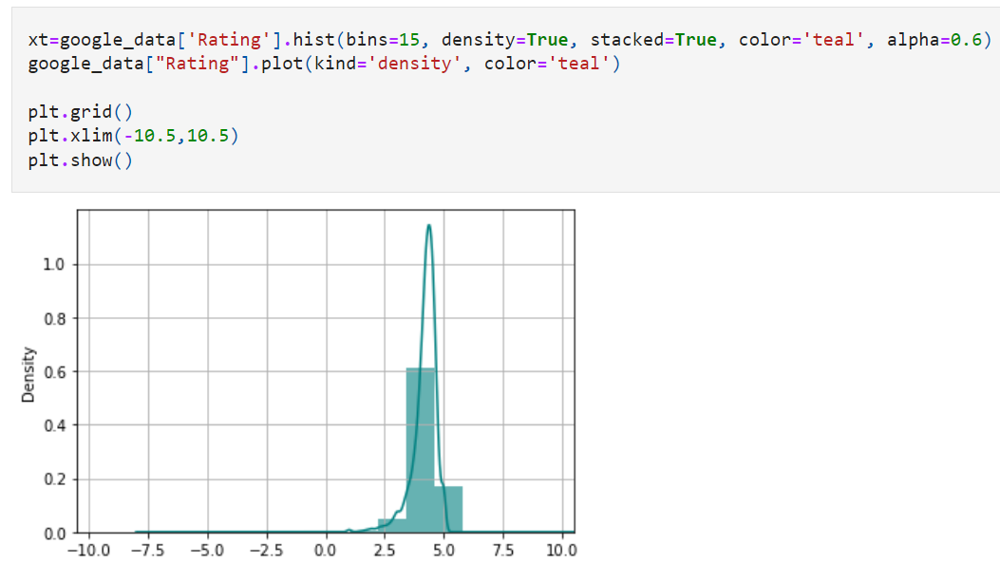 xt=google_data['Rating'].hist(bins=15, density=True, stacked=True, color='teal', alpha=0.6)
google_data["Rating"].plot(kind='density', color='teal')
plt.grid()
plt.xlim(-10.5,10.5)
plt.show()
1.0
0.8
Density
0.6
0.4
0.2
0.0
−10.0 −7.5 −5.0 −2.5 0.0 2.5 5.0 7.5 10.0